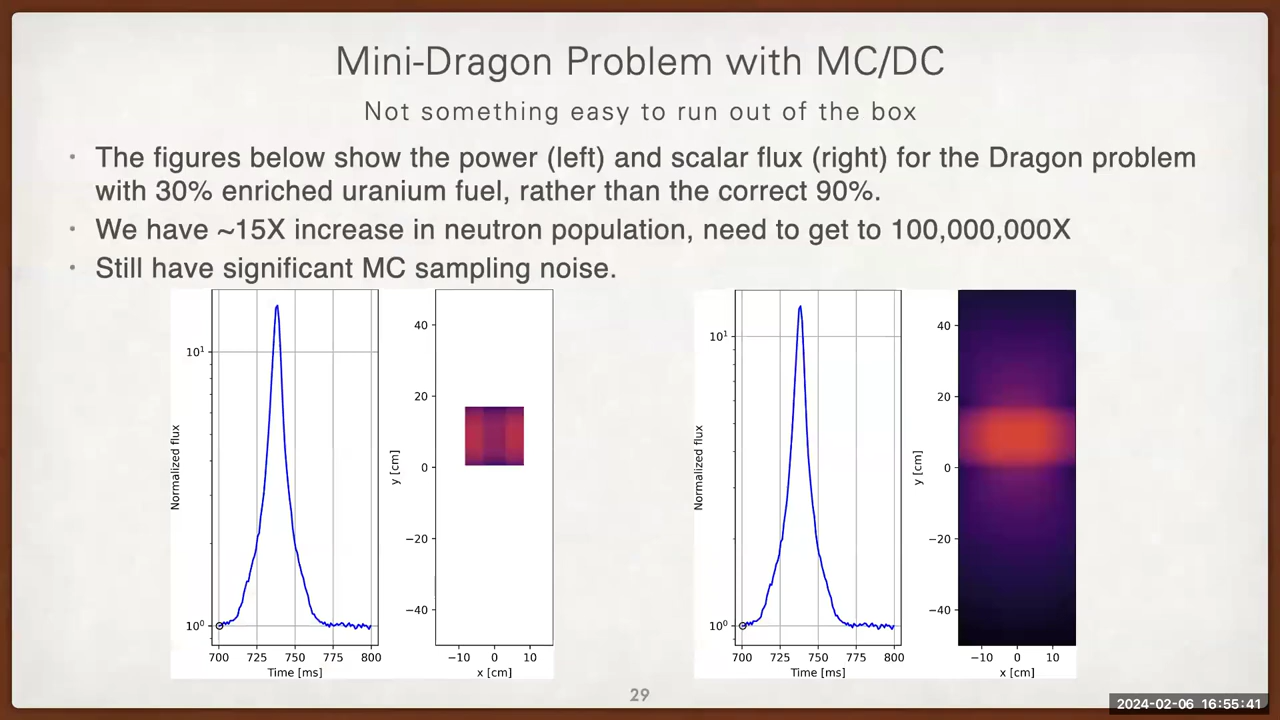 Mini-Dragon Problem with MC/DC
Not something easy to run out of the box
• The figures below show the power (left) and scalar flux (right) for the Dragon problem
with 30% enriched uranium fuel, rather than the correct 90%.
• We have ~15X increase in neutron population, need to get to 100,000,000X
• Still have significant MC sampling noise.
Normalized flux
10¹
10⁰
700 725 750 775 800
Time [ms]
y [cm]
40
20
0
−20
−40
−10 0 10
x [cm]
Normalized flux
10¹
10⁰
700 725 750 775 800
Time [ms]
y [cm]
40
20
0
−20
−40
−10 0 10
x [cm]
29
2024-02-06 16:55:41